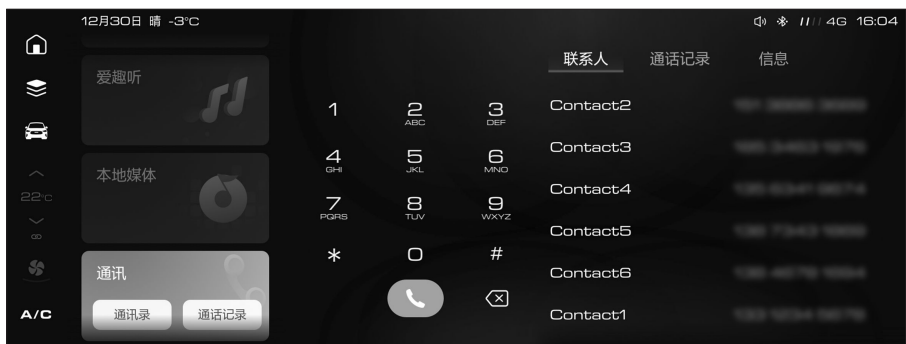 12月30日 晴 -3°C
4G 16:04
爱趣听
本地媒体
通讯
通讯录 通话记录
22°C
A/C
1
2 ABC
3 DEF
4 GHI
5 JKL
6 MNO
7 PQRS
8 TUV
9 WXYZ
*
0
#
联系人 通话记录 信息
Contact2
Contact3
Contact4
Contact5
Contact6
Contact1